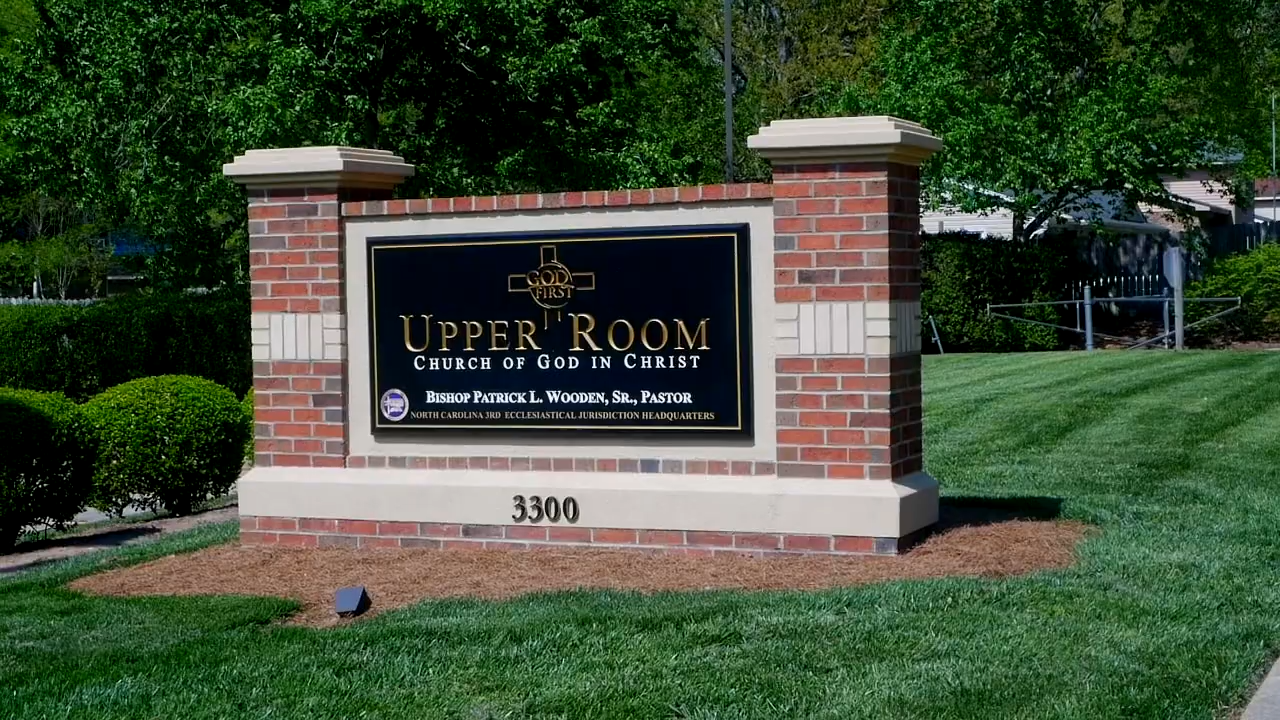 GOD
FIRST
UPPER ROOM
CHURCH OF GOD IN CHRIST
BISHOP PATRICK L. WOODEN, SR., PASTOR
NORTH CAROLINA 3RD ECCLESIASTICAL JURISDICTION HEADQUARTERS
3300